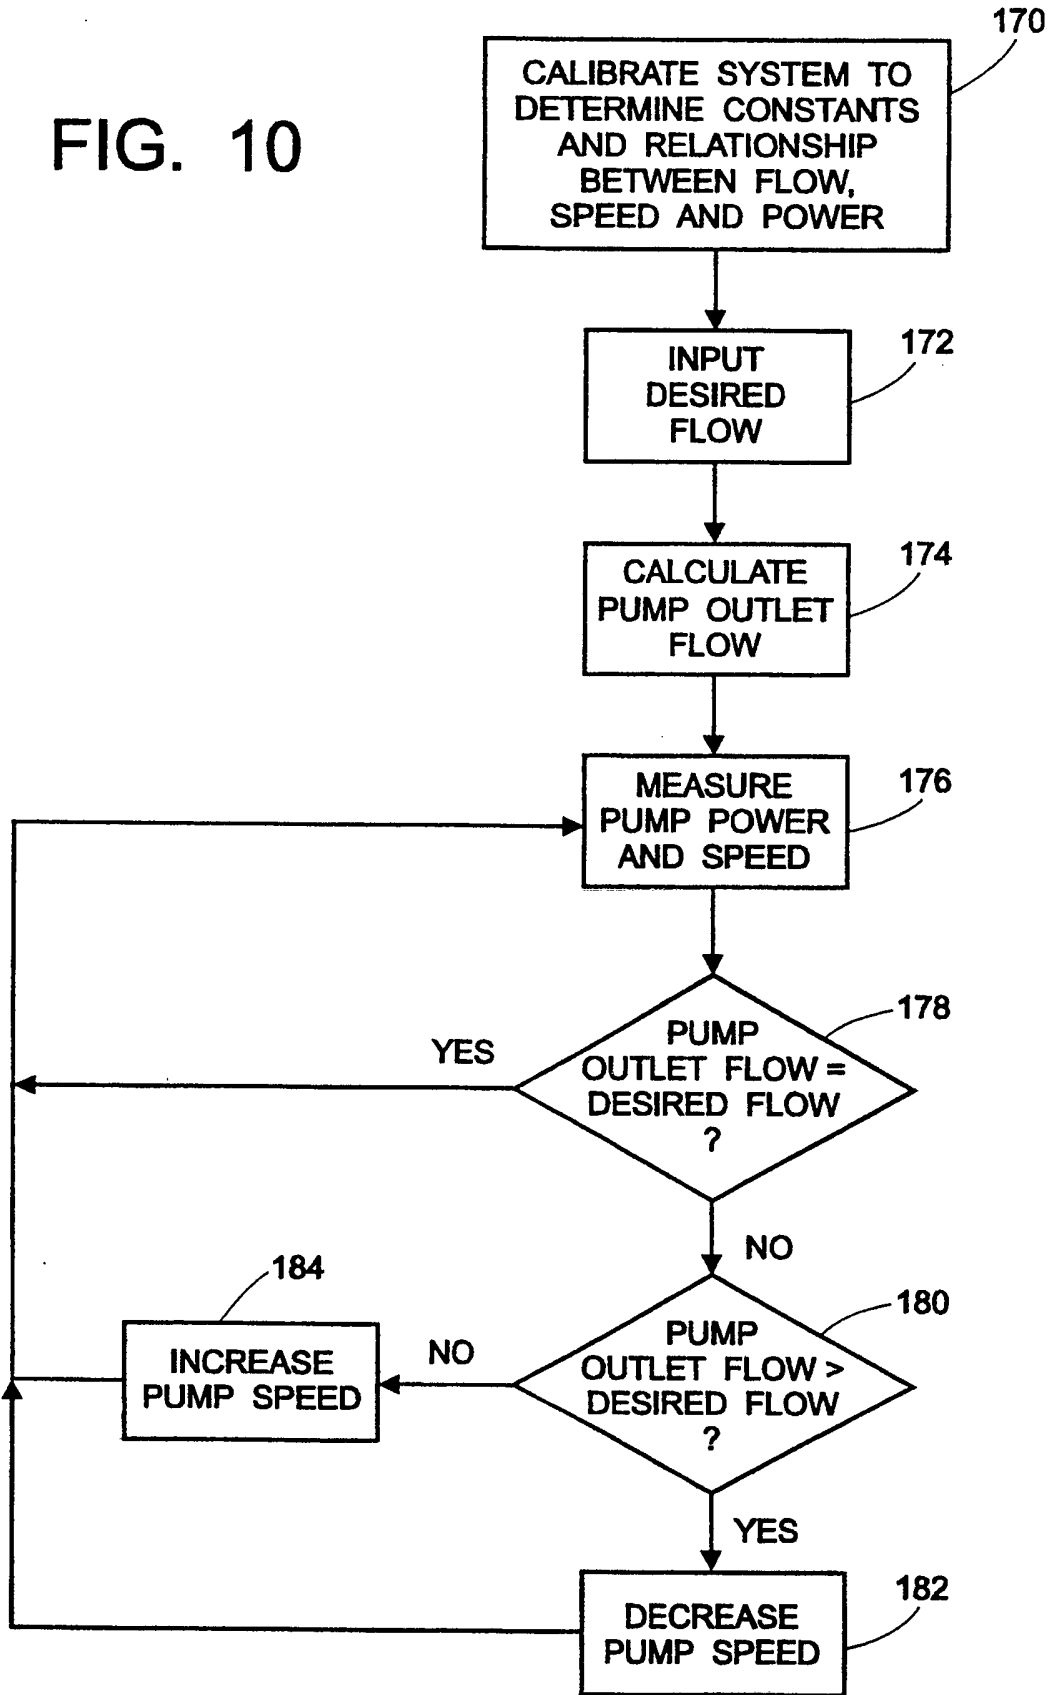 FIG. 10
170
CALIBRATE SYSTEM TO
DETERMINE CONSTANTS
AND RELATIONSHIP
BETWEEN FLOW,
SPEED AND POWER
172
INPUT
DESIRED
FLOW
174
CALCULATE
PUMP OUTLET
FLOW
176
MEASURE
PUMP POWER
AND SPEED
178
PUMP
OUTLET FLOW =
DESIRED FLOW
?
YES
NO
180
PUMP
OUTLET FLOW >
DESIRED FLOW
?
NO
184
INCREASE
PUMP SPEED
YES
182
DECREASE
PUMP SPEED